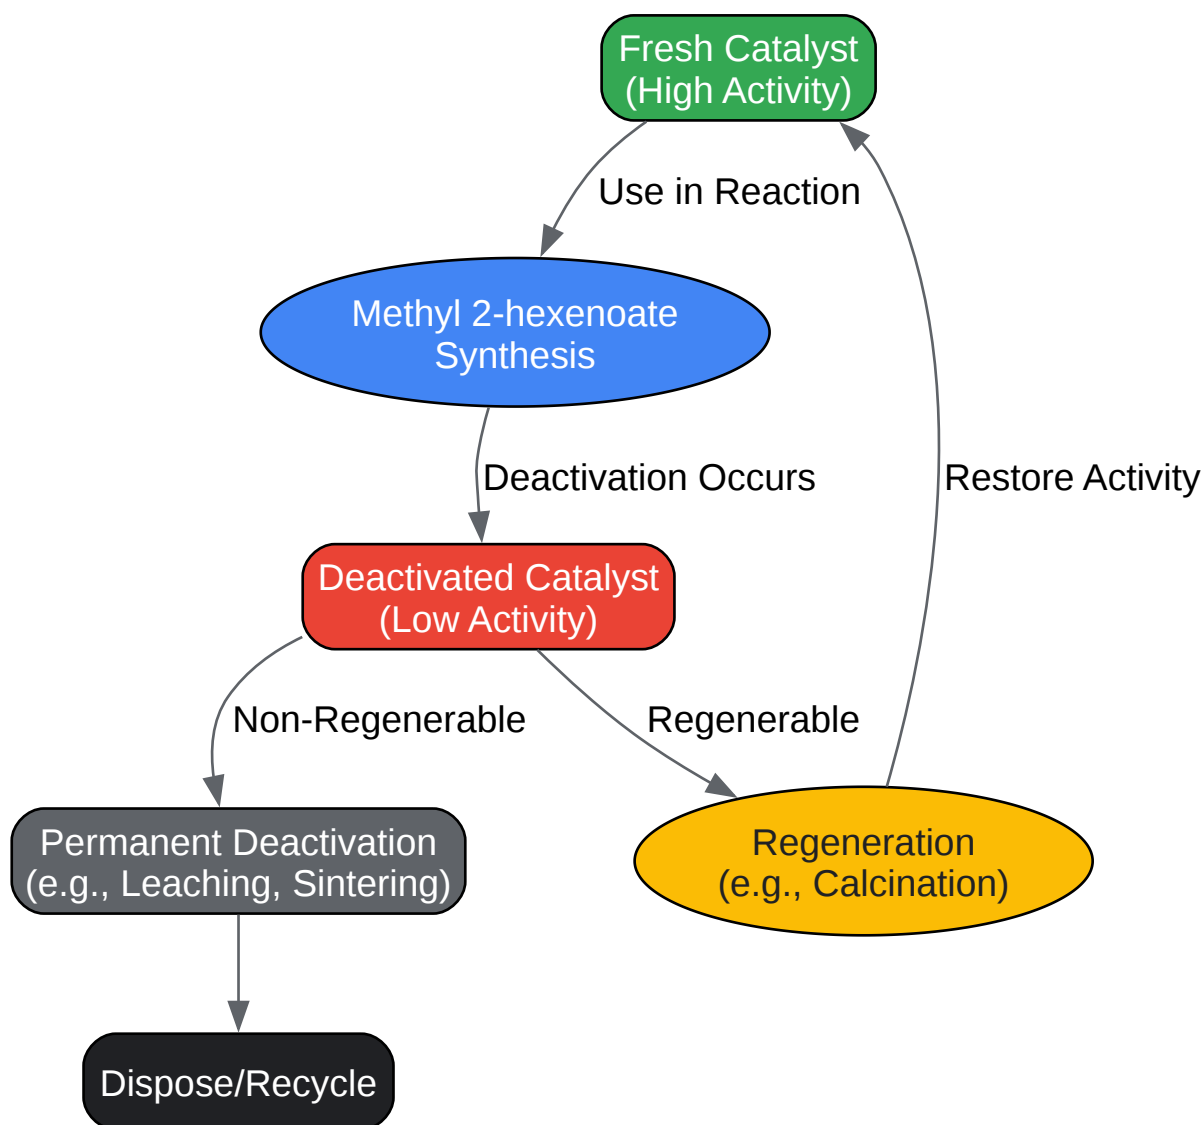 Fresh Catalyst
(High Activity)
Use in Reaction
Methyl 2-hexenoate
Synthesis
Deactivation Occurs
Restore Activity
Deactivated Catalyst
(Low Activity)
Non-Regenerable
Regenerable
Permanent Deactivation
(e.g., Leaching, Sintering)
Regeneration
(e.g., Calcination)
Dispose/Recycle